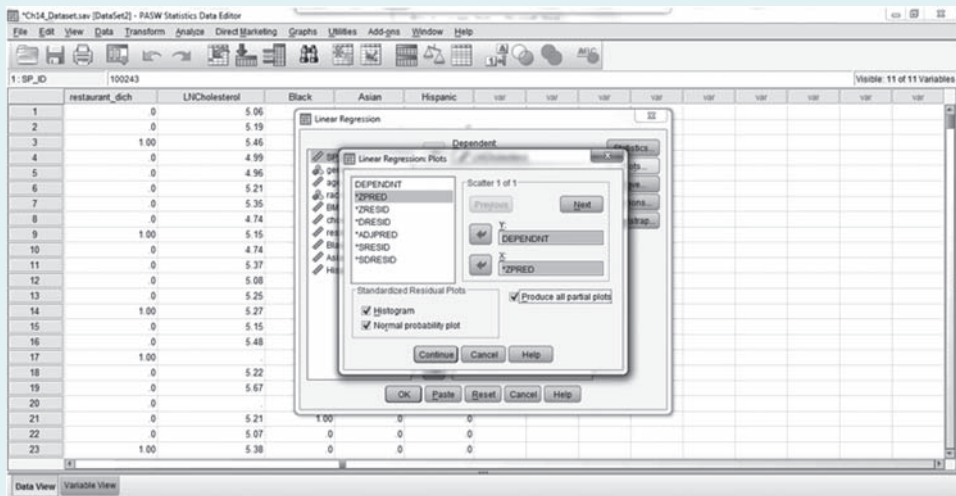 *Ch14_Dataset.sav [DataSet2] - PASW Statistics Data Editor
File Edit View Data Transform Analyze Direct Marketing Graphs Utilities Add-ons Window Help
1 : SP_ID 100243 Visible: 11 of 11 Variables
restaurant_dich LNCholesterol Black Asian Hispanic var var var var var var var
1 .0 5.06
2 .0 5.19
3 1.00 5.46
4 .0 4.99
5 .0 4.96
6 .0 5.21
7 .0 5.35
8 .0 4.74
9 1.00 5.15
10 .0 4.74
11 .0 5.37
12 .0 5.08
13 .0 5.25
14 1.00 5.27
15 .0 5.15
16 .0 5.48
17 1.00 .
18 .0 5.22
19 .0 5.67
20 .0 .
21 .0 5.21 1.00 .0 .0
22 .0 5.07 .0 .0 .0
23 1.00 5.38 .0 .0 .0
Linear Regression
Dependent
Linear Regression: Plots
DEPENDNT
*ZPRED
*ZRESID
*DRESID
*ADJPRED
*SRESID
*SDRESID
Scatter 1 of 1
Previous Next
Y:
DEPENDNT
X:
*ZPRED
Standardized Residual Plots
Histogram
Normal probability plot
Produce all partial plots
Continue Cancel Help
OK Paste Reset Cancel Help
Data View Variable View